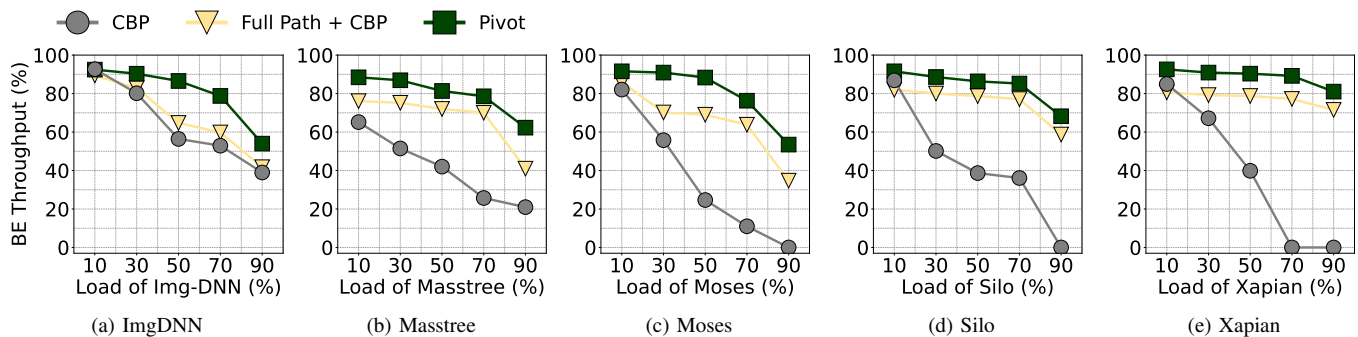 CBP Full Path + CBP Pivot
BE Throughput (%)
100
80
60
40
20
0
10 30 50 70 90
Load of Img-DNN (%)
(a) ImgDNN
100
80
60
40
20
0
10 30 50 70 90
Load of Masstree (%)
(b) Masstree
100
80
60
40
20
0
10 30 50 70 90
Load of Moses (%)
(c) Moses
100
80
60
40
20
0
10 30 50 70 90
Load of Silo (%)
(d) Silo
100
80
60
40
20
0
10 30 50 70 90
Load of Xapian (%)
(e) Xapian